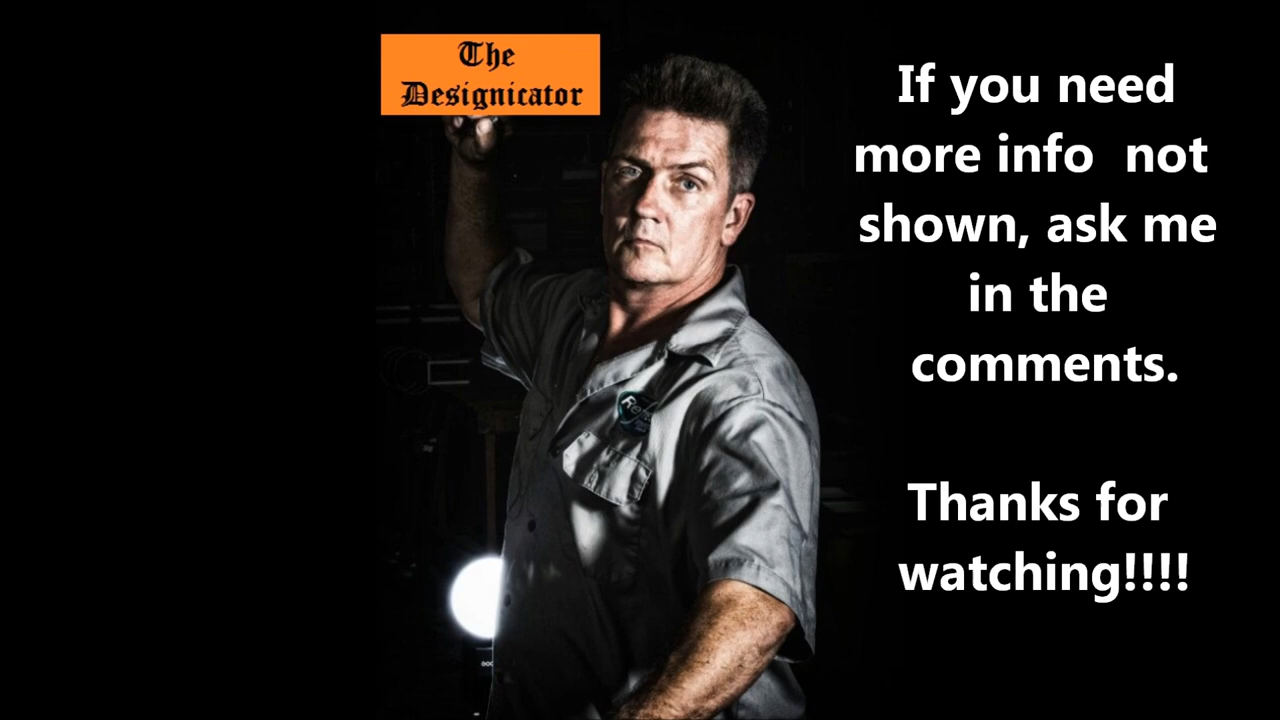 The
Designicator
If you need
more info  not
shown, ask me
in the
comments.
Thanks for
watching!!!!